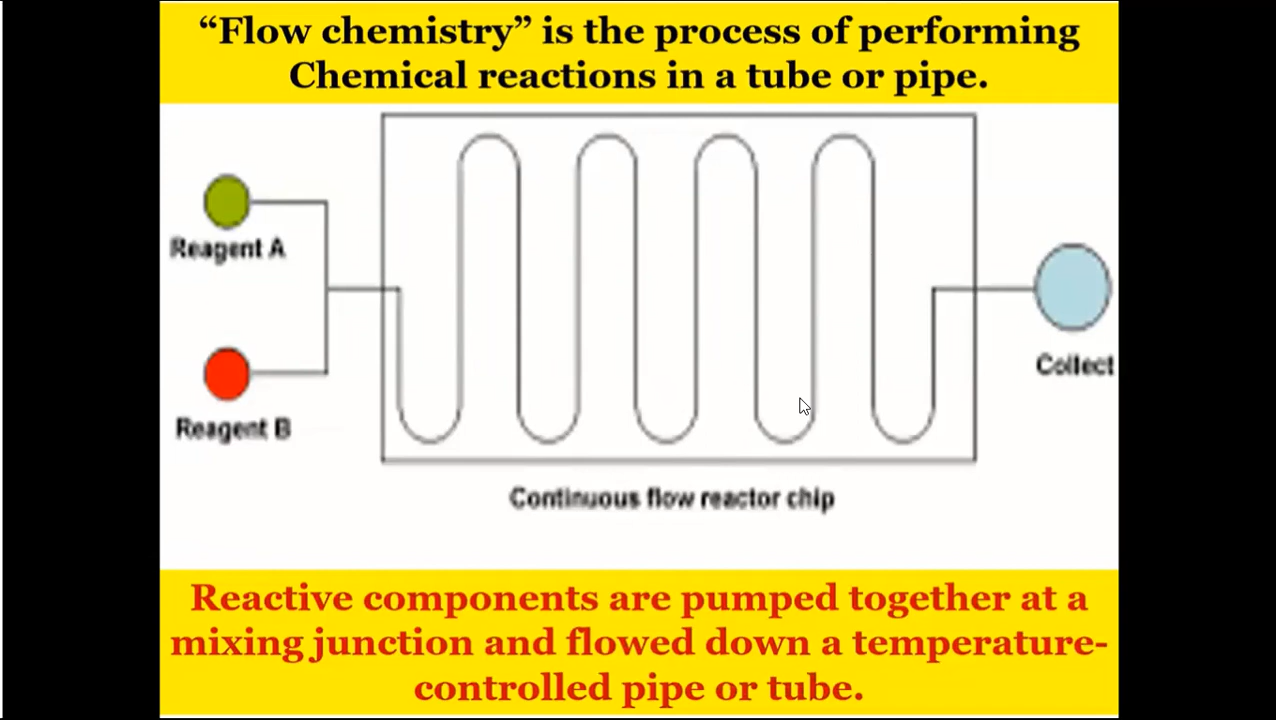 “Flow chemistry” is the process of performing
Chemical reactions in a tube or pipe.
Reagent A
Reagent B
Collect
Continuous flow reactor chip
Reactive components are pumped together at a
mixing junction and flowed down a temperature-
controlled pipe or tube.